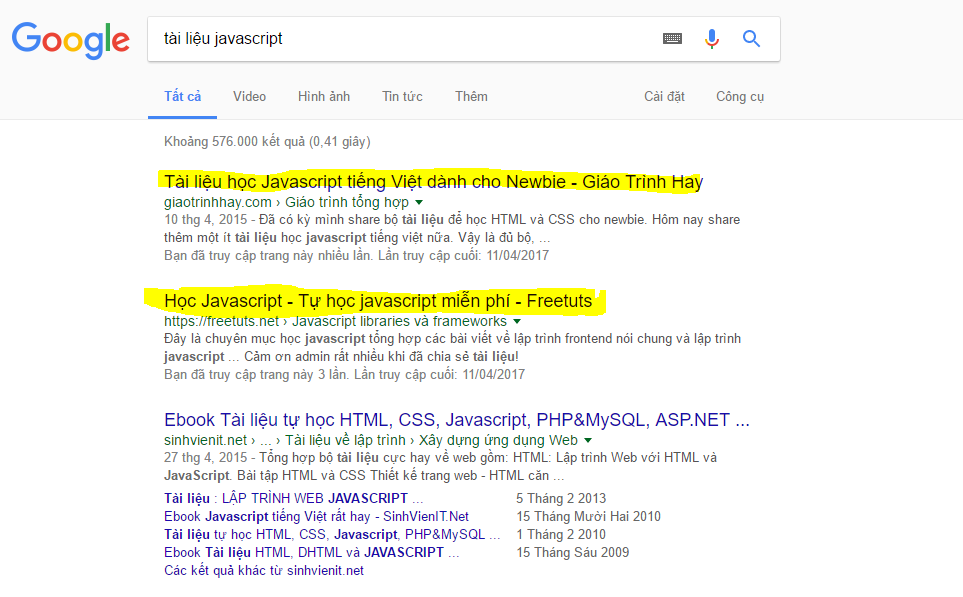 Google
tài liệu javascript
Tất cả Video Hình ảnh Tin tức Thêm Cài đặt Công cụ
Khoảng 576.000 kết quả (0,41 giây)
Tài liệu học Javascript tiếng Việt dành cho Newbie - Giáo Trình Hay
giaotrinhhay.com › Giáo trình tổng hợp
10 thg 4, 2015 - Đã có kỳ mình share bộ tài liệu để học HTML và CSS cho newbie. Hôm nay share
thêm một ít tài liệu học javascript tiếng việt nữa. Vậy là đủ bộ, ...
Bạn đã truy cập trang này nhiều lần. Lần truy cập cuối: 11/04/2017
Học Javascript - Tự học javascript miễn phí - Freetuts
https://freetuts.net › Javascript libraries và frameworks
Đây là chuyên mục học javascript tổng hợp các bài viết về lập trình frontend nói chung và lập trình
javascript ... Cảm ơn admin rất nhiều khi đã chia sẻ tài liệu!
Bạn đã truy cập trang này 3 lần. Lần truy cập cuối: 11/04/2017
Ebook Tài liệu tự học HTML, CSS, Javascript, PHP&MySQL, ASP.NET ...
sinhvienit.net › ... › Tài liệu về lập trình › Xây dựng ứng dụng Web
27 thg 4, 2015 - Tổng hợp bộ tài liệu cực hay về web gồm: HTML: Lập trình Web với HTML và
JavaScript. Bài tập HTML và CSS Thiết kế trang web - HTML căn ...
Tài liệu : LẬP TRÌNH WEB JAVASCRIPT ... 5 Tháng 2 2013
Ebook Javascript tiếng Việt rất hay - SinhVienIT.Net 15 Tháng Mười Hai 2010
Tài liệu tự học HTML, CSS, Javascript, PHP&MySQL ... 1 Tháng 2 2010
Ebook Tài liệu HTML, DHTML và JAVASCRIPT ... 15 Tháng Sáu 2009
Các kết quả khác từ sinhvienit.net